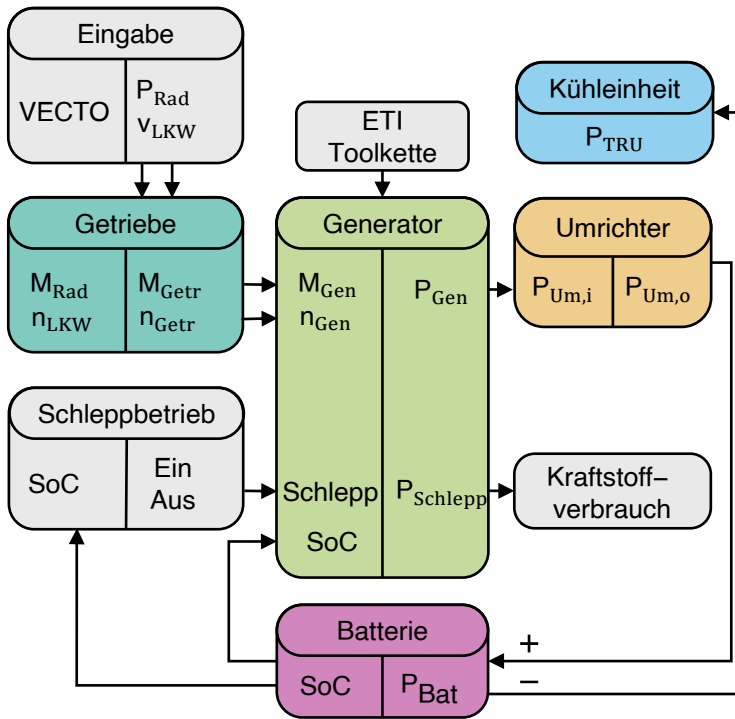 Eingabe
VECTO
P_Rad
v_LKW
ETI
Toolkette
Kühleinheit
P_TRU
Getriebe
M_Rad
n_LKW
M_Getr
n_Getr
Generator
M_Gen
n_Gen
P_Gen
Schlepp
SoC
P_Schlepp
Umrichter
P_Um,i
P_Um,o
Schleppbetrieb
SoC
Ein
Aus
Kraftstoff–
verbrauch
Batterie
SoC
P_Bat
+
−